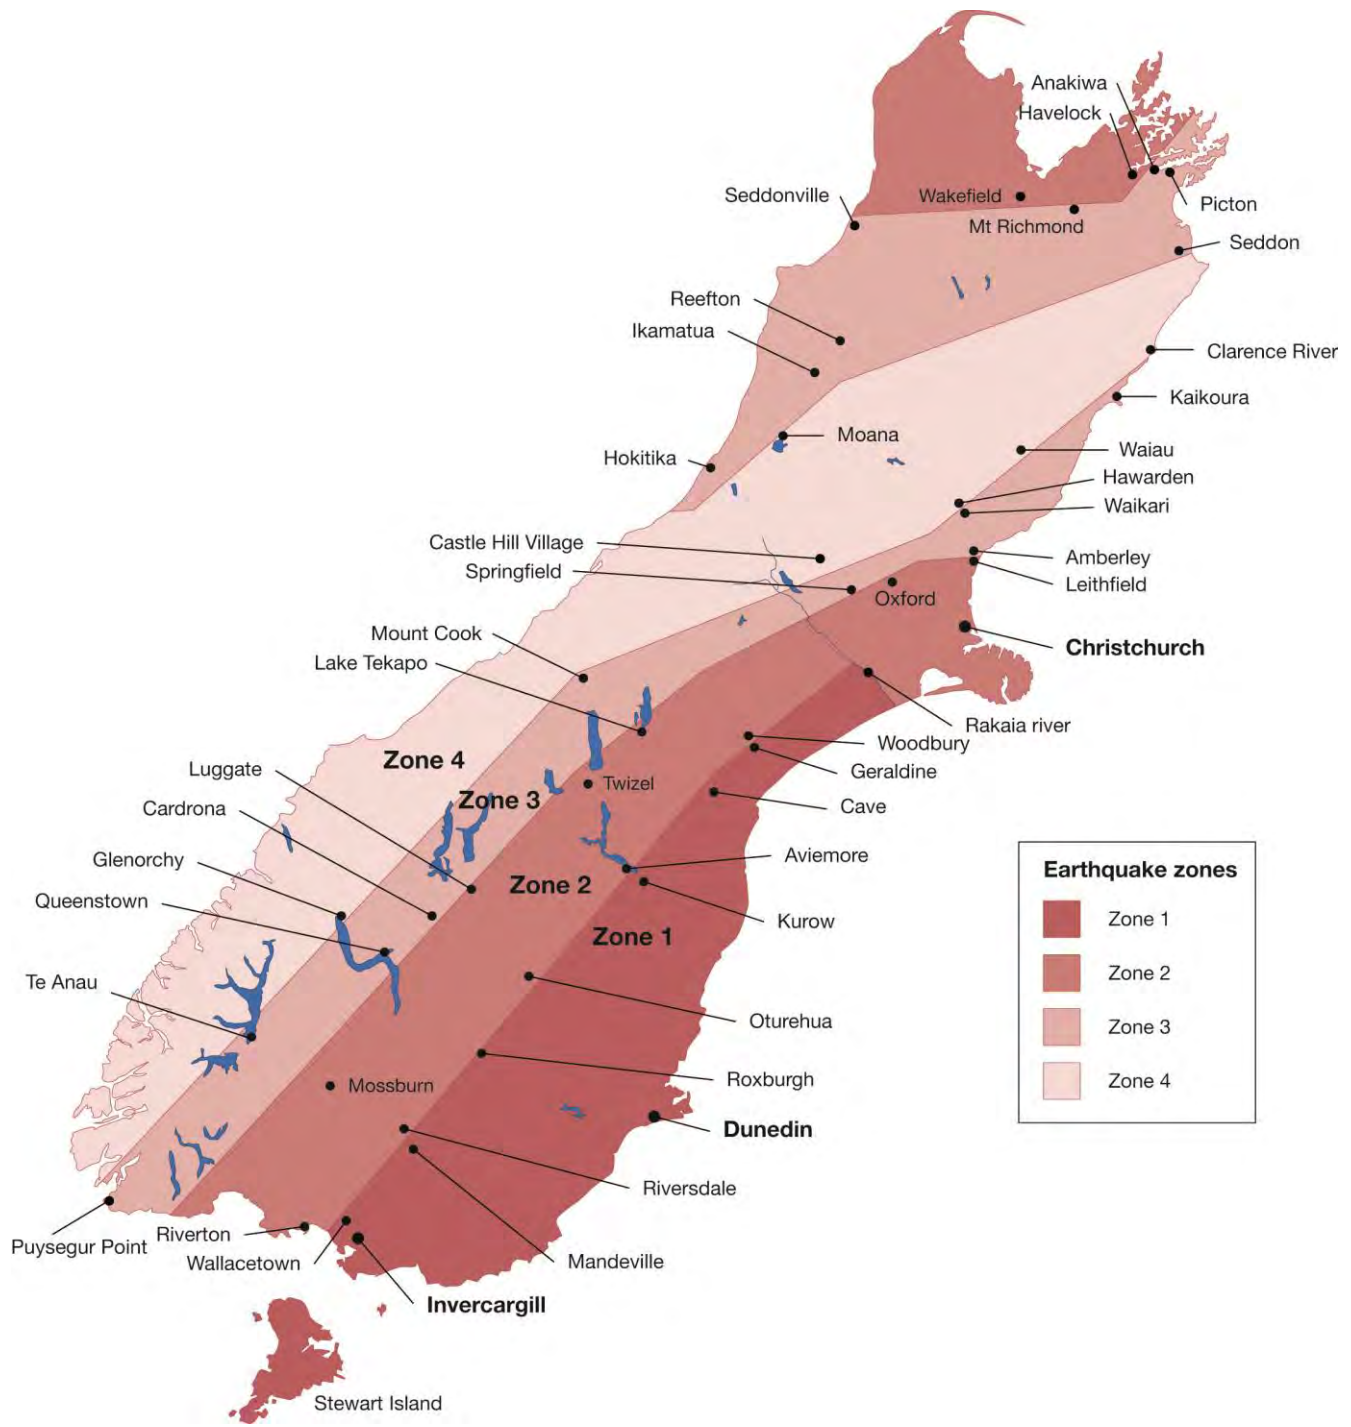 Anakiwa
Havelock
Wakefield
Seddonville
Picton
Mt Richmond
Seddon
Reefton
Ikamatua
Clarence River
Kaikoura
Moana
Waiau
Hokitika
Hawarden
Waikari
Castle Hill Village
Amberley
Springfield
Leithfield
Oxford
Mount Cook
Christchurch
Lake Tekapo
Rakaia river
Woodbury
Zone 4
Luggate
Geraldine
Twizel
Zone 3
Cardrona
Cave
Glenorchy
Aviemore
Earthquake zones
Zone 2
Queenstown
Kurow
Zone 1
Zone 1
Zone 2
Te Anau
Oturehua
Zone 3
Roxburgh
Zone 4
Mossburn
Dunedin
Riversdale
Puysegur Point
Riverton
Wallacetown
Mandeville
Invercargill
Stewart Island